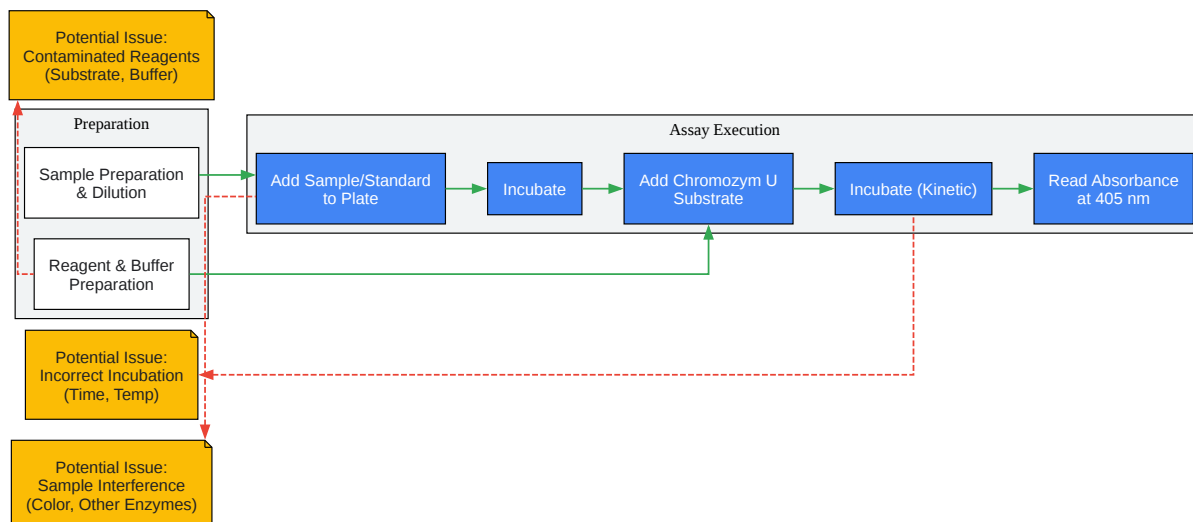 Potential Issue:
Contaminated Reagents
(Substrate, Buffer)
Preparation
Sample Preparation
& Dilution
Reagent & Buffer
Preparation
Assay Execution
Add Sample/Standard
to Plate
Incubate
Add Chromozym U
Substrate
Incubate (Kinetic)
Read Absorbance
at 405 nm
Potential Issue:
Incorrect Incubation
(Time, Temp)
Potential Issue:
Sample Interference
(Color, Other Enzymes)